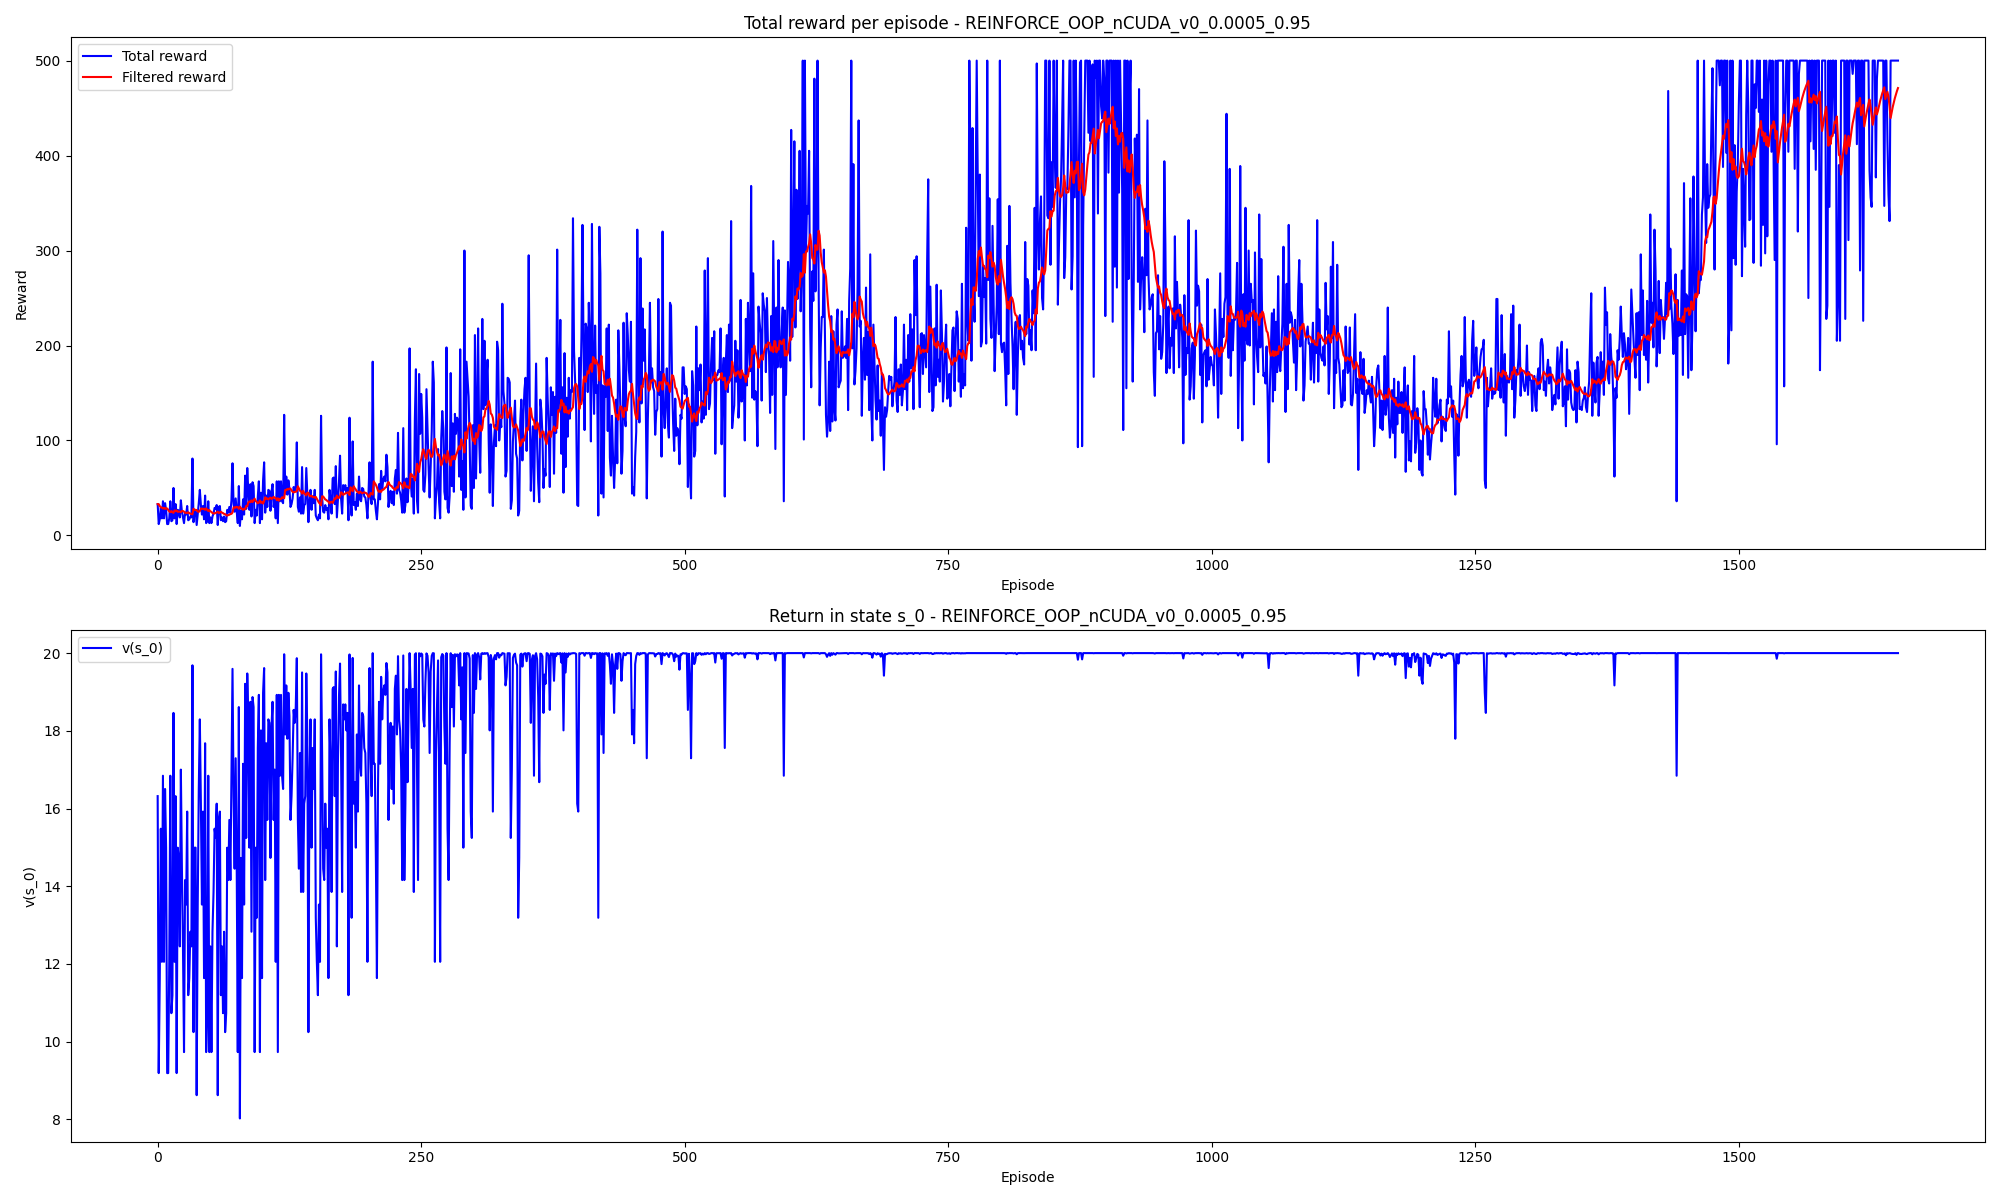 Total reward per episode - REINFORCE_OOP_nCUDA_v0_0.0005_0.95
Total reward
Filtered reward
500
400
300
200
100
0
Reward
0 250 500 750 1000 1250 1500
Episode
Return in state s_0 - REINFORCE_OOP_nCUDA_v0_0.0005_0.95
v(s_0)
20
18
16
14
12
10
8
v(s_0)
0 250 500 750 1000 1250 1500
Episode